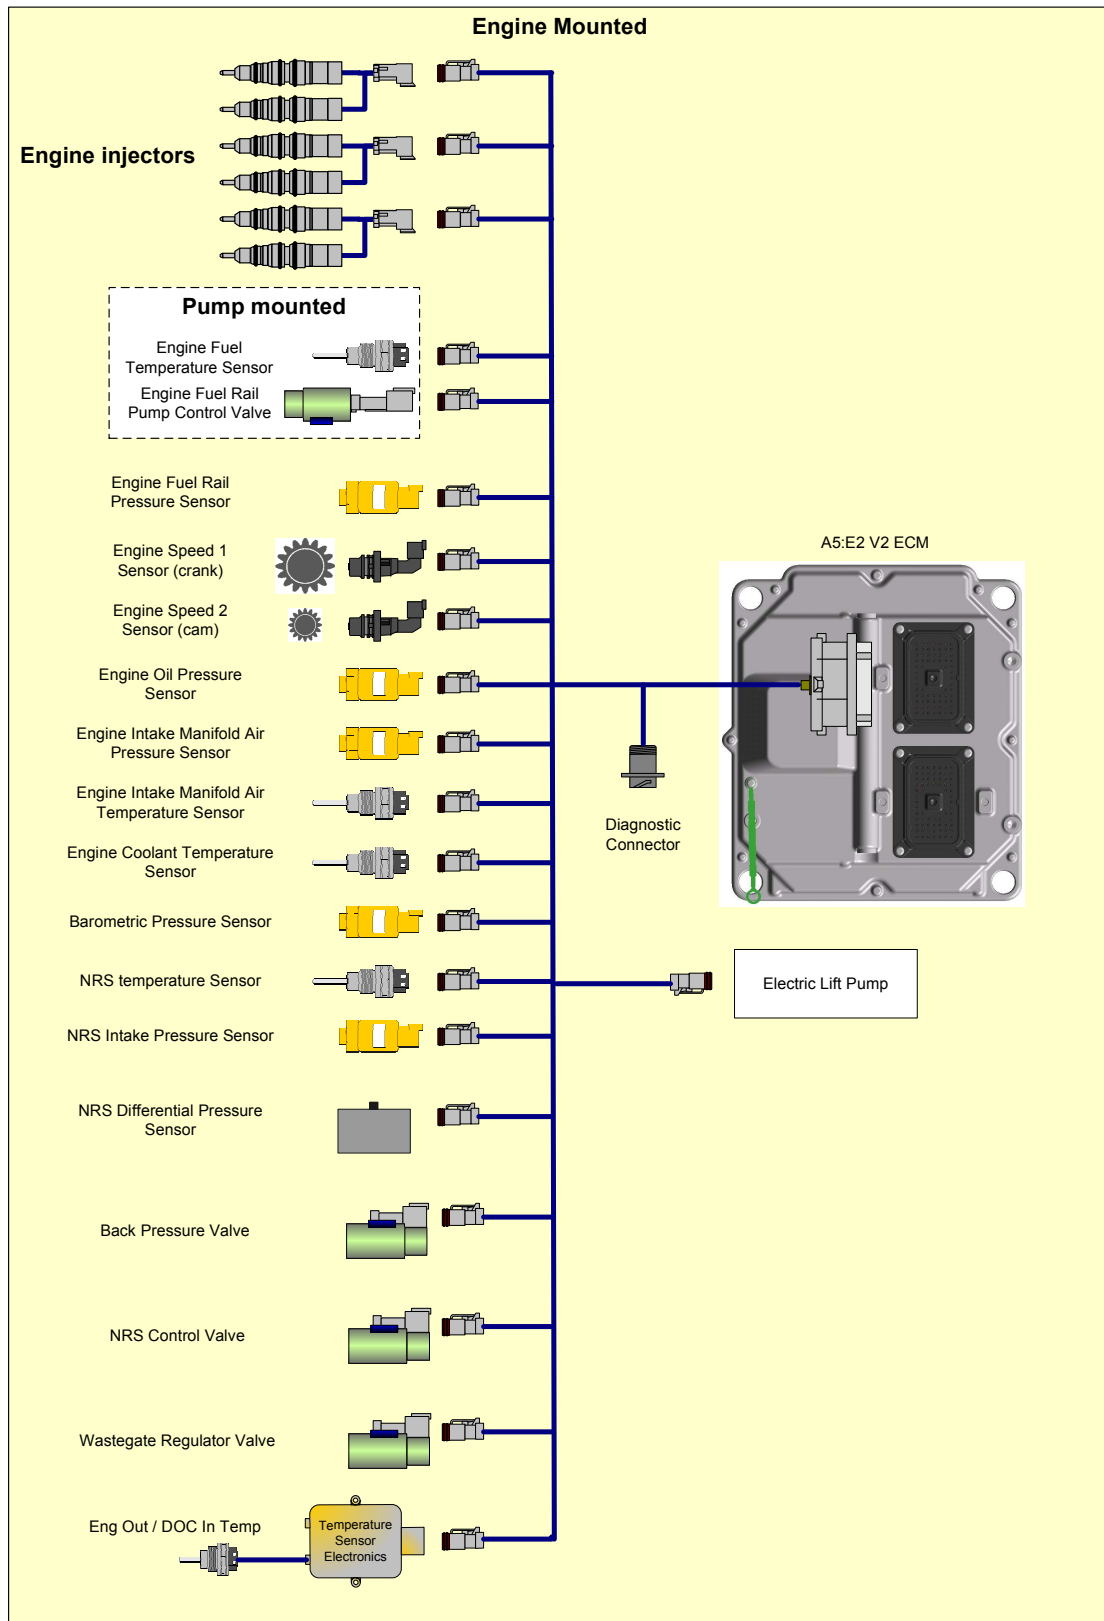 Engine Mounted
Engine injectors
Pump mounted
Engine Fuel
Temperature Sensor
Engine Fuel Rail
Pump Control Valve
Engine Fuel Rail
Pressure Sensor
Engine Speed 1
Sensor (crank)
A5:E2 V2 ECM
Engine Speed 2
Sensor (cam)
Engine Oil Pressure
Sensor
Engine Intake Manifold Air
Pressure Sensor
Engine Intake Manifold Air
Temperature Sensor
Diagnostic
Connector
Engine Coolant Temperature
Sensor
Barometric Pressure Sensor
NRS temperature Sensor
Electric Lift Pump
NRS Intake Pressure Sensor
NRS Differential Pressure
Sensor
Back Pressure Valve
NRS Control Valve
Wastegate Regulator Valve
Eng Out / DOC In Temp
Temperature
Sensor
Electronics